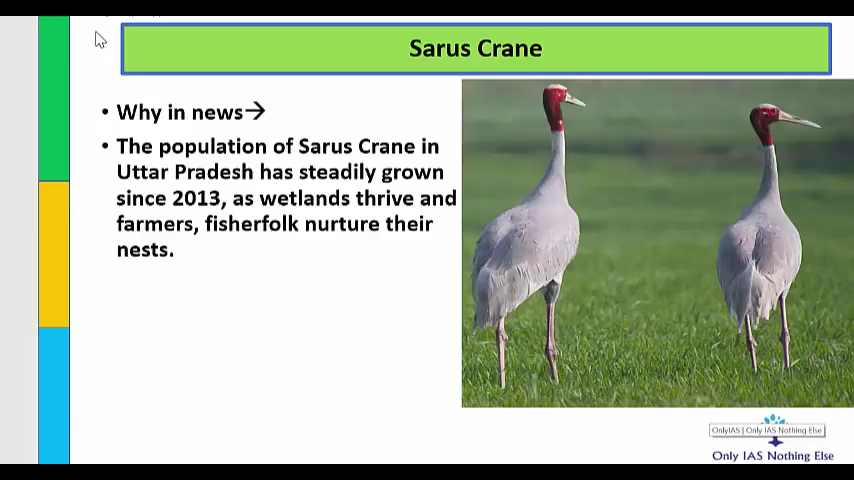 Sarus Crane
• Why in news→
• The population of Sarus Crane in
Uttar Pradesh has steadily grown
since 2013, as wetlands thrive and
farmers, fisherfolk nurture their
nests.
OnlyIAS | Only IAS Nothing Else
Only IAS Nothing Else